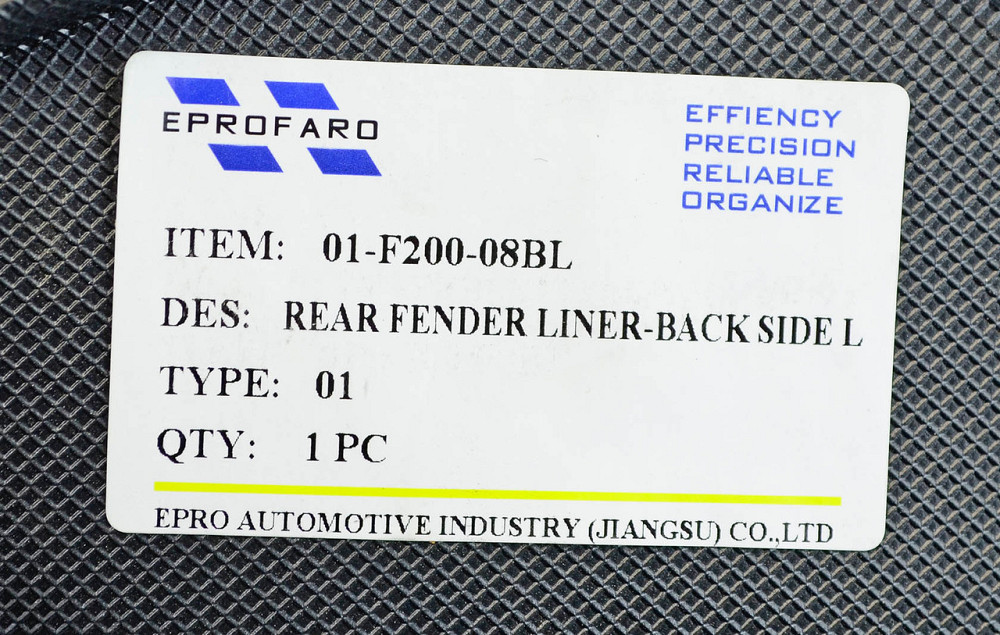 EPROFARO
EFFIENCY
PRECISION
RELIABLE
ORGANIZE
ITEM: 01-F200-08BL
DES: REAR FENDER LINER-BACK SIDE L
TYPE: 01
QTY: 1 PC
EPRO AUTOMOTIVE INDUSTRY (JIANGSU) CO.,LTD